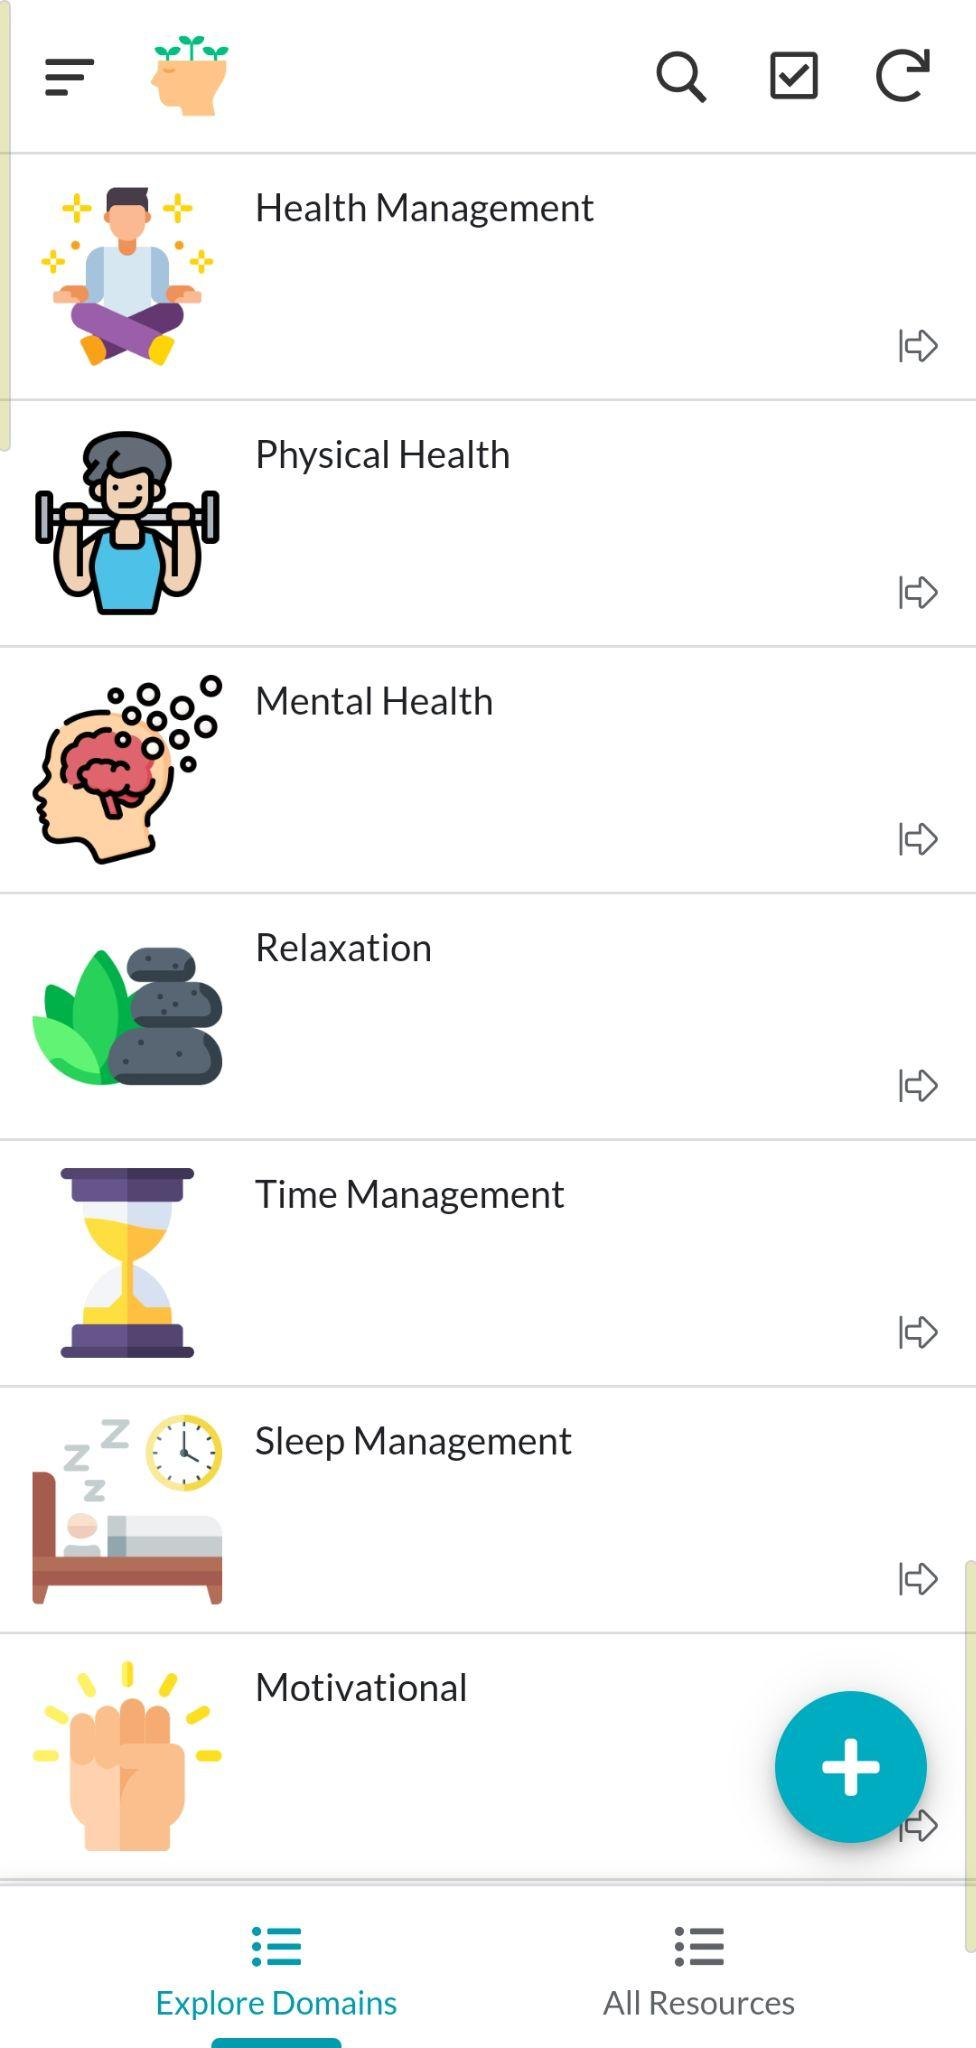 Health Management
Physical Health
Mental Health
Relaxation
Time Management
z z z
Sleep Management
Motivational
Explore Domains
All Resources